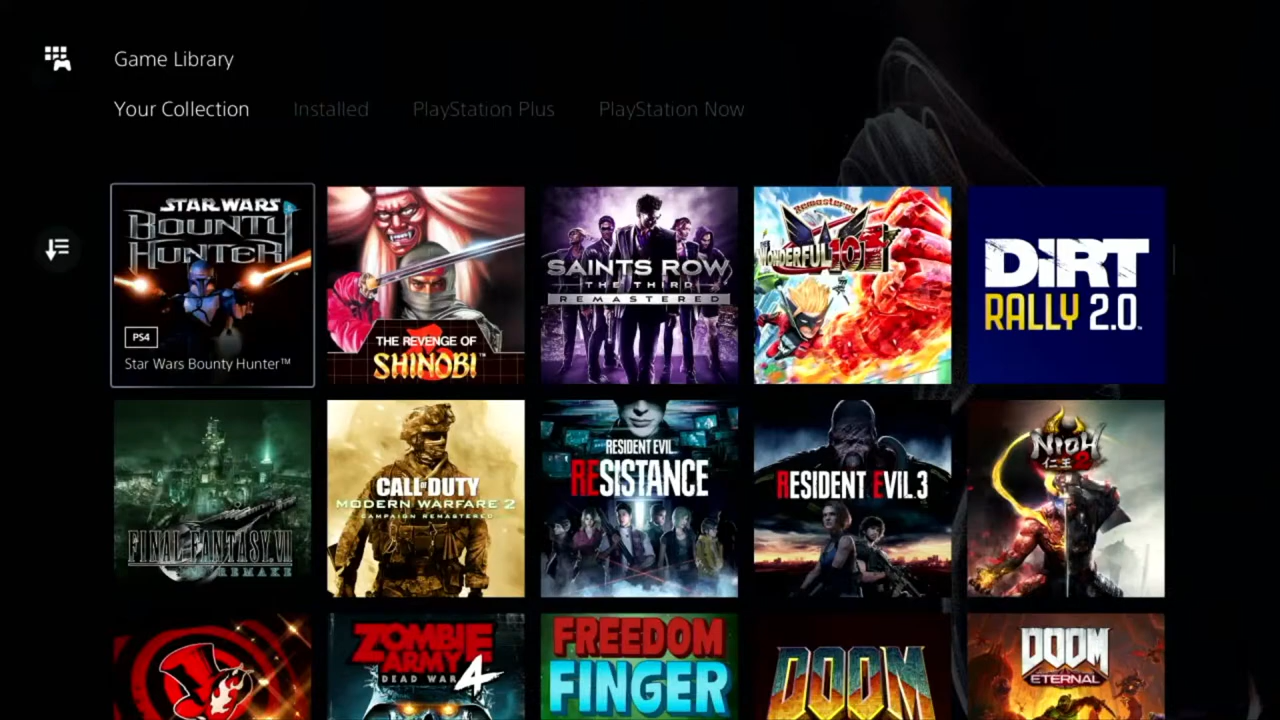 Game Library
Your Collection
Installed
PlayStation Plus
PlayStation Now
STAR WARS
BOUNTY
HUNTER
PS4
Star Wars Bounty Hunter™
THE REVENGE OF
SHINOBI™
SAINTS ROW
THE THIRD
REMASTERED
Remastered
THE WONDERFUL 101
DiRT
RALLY 2.0™
FINAL FANTASY VII
REMAKE
CALL OF DUTY
MODERN WARFARE 2
CAMPAIGN REMASTERED
RESIDENT EVIL
RESISTANCE
RESIDENT EVIL 3
NIOH
仁王2
ZOMBIE
ARMY 4
DEAD WAR
FREEDOM
FINGER
DOOM
DOOM
ETERNAL